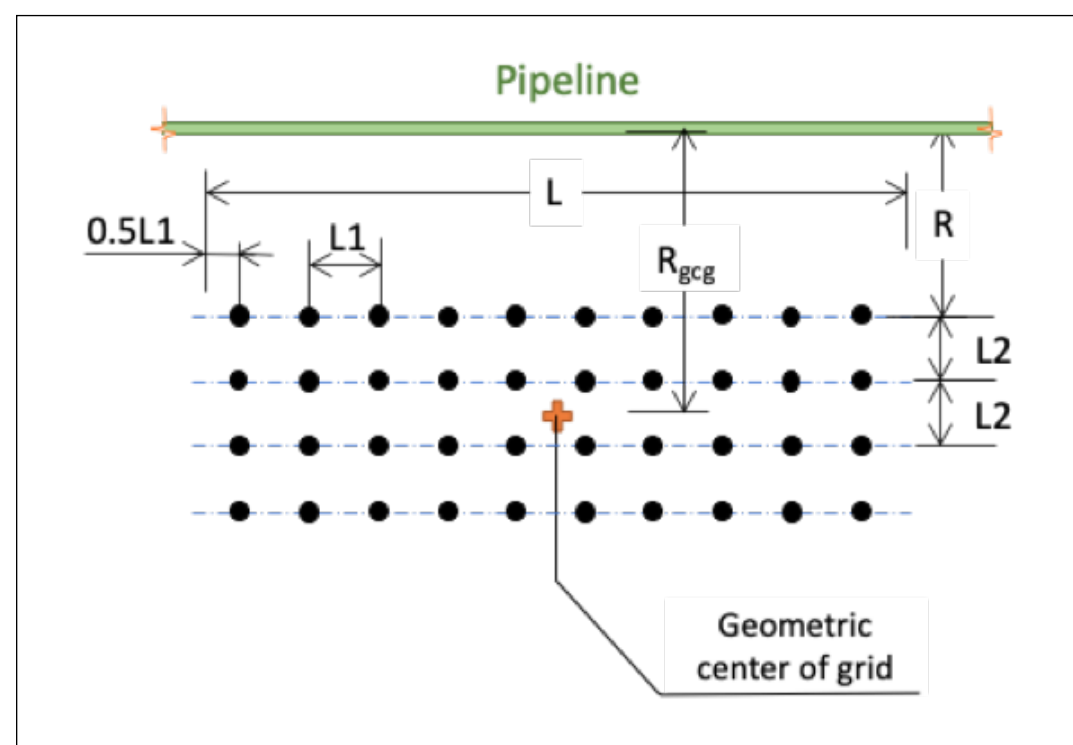 Pipeline
L
R
0.5L1
L1
Rgcg
L2
L2
Geometric
center of grid